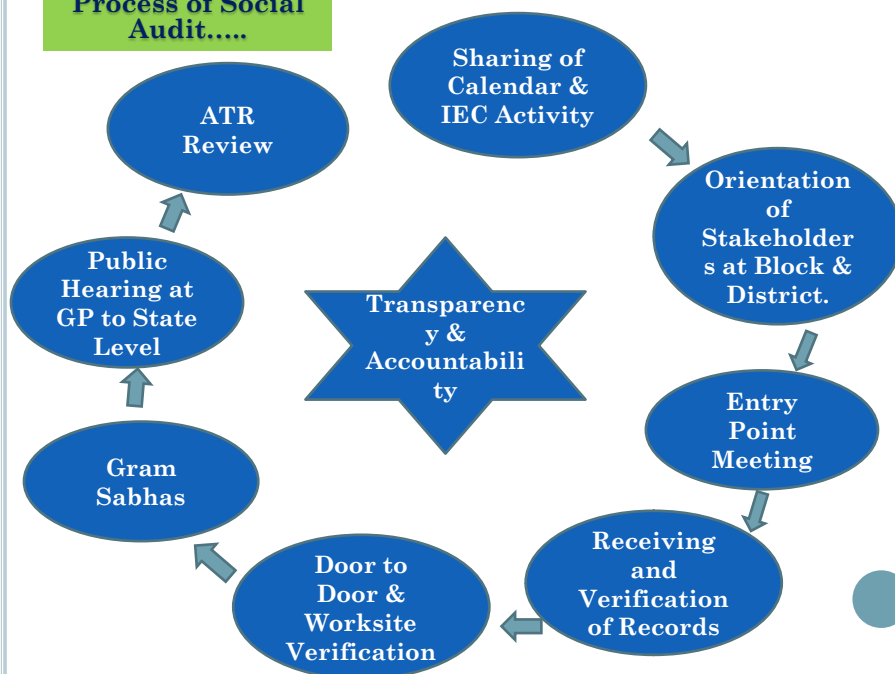 Process of Social
Audit…..
Sharing of
Calendar &
IEC Activity
Orientation
of
Stakeholder
s at Block &
District.
Entry
Point
Meeting
Receiving
and
Verification
of Records
Door to
Door &
Worksite
Verification
Gram
Sabhas
Public
Hearing at
GP to State
Level
ATR
Review
Transparenc
y &
Accountabili
ty